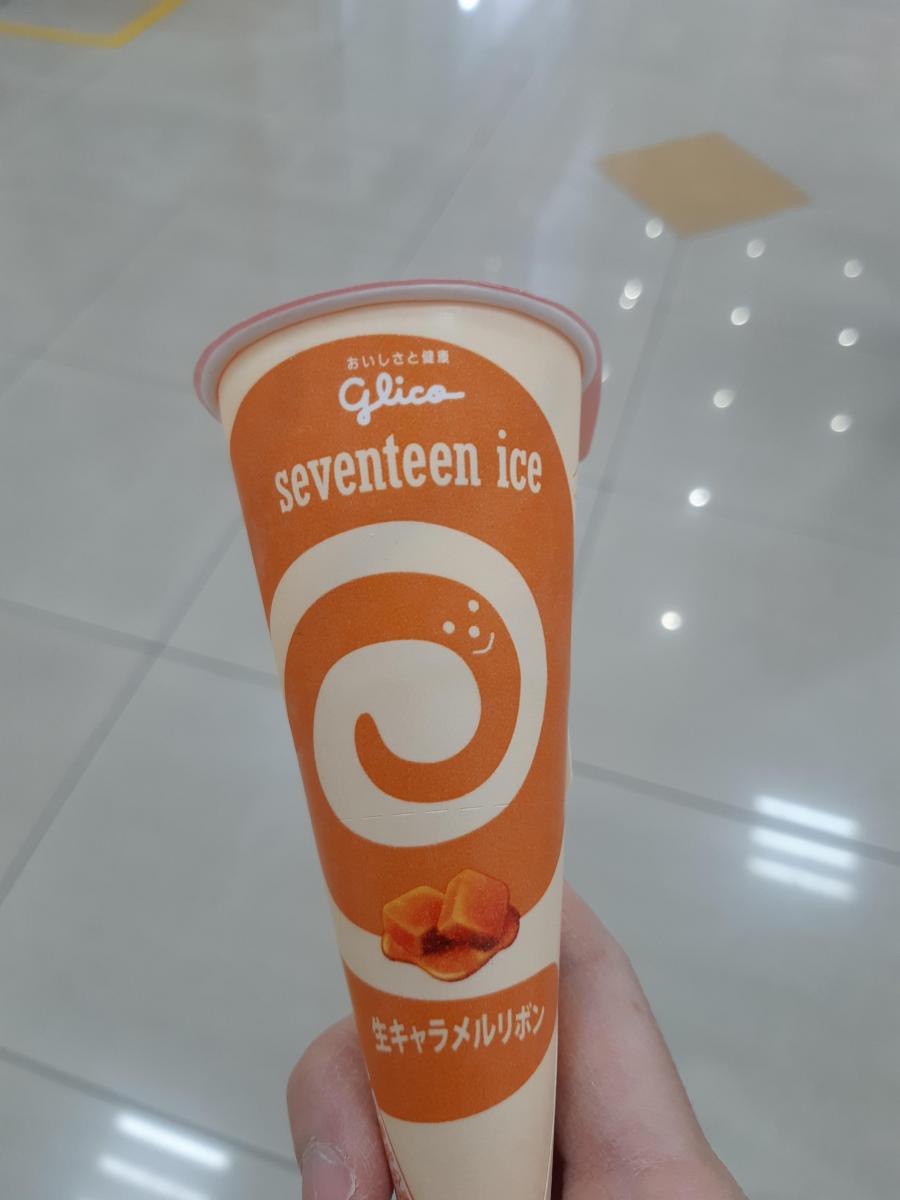 おいしさと健康
Glico
seventeen ice
生キャラメルリボン